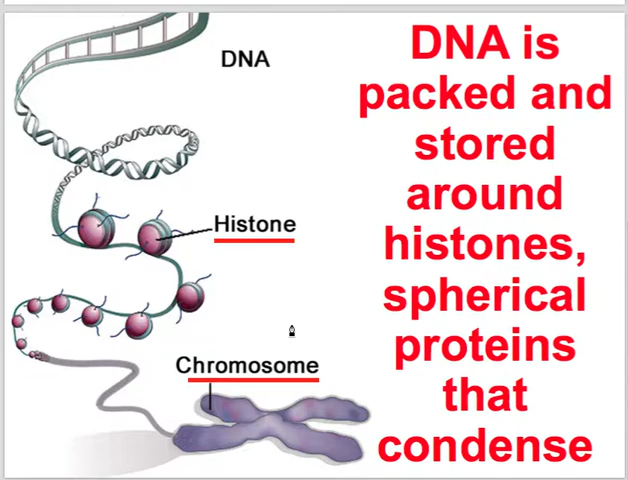 DNA
Histone
Chromosome
DNA is
packed and
stored
around
histones,
spherical
proteins
that
condense